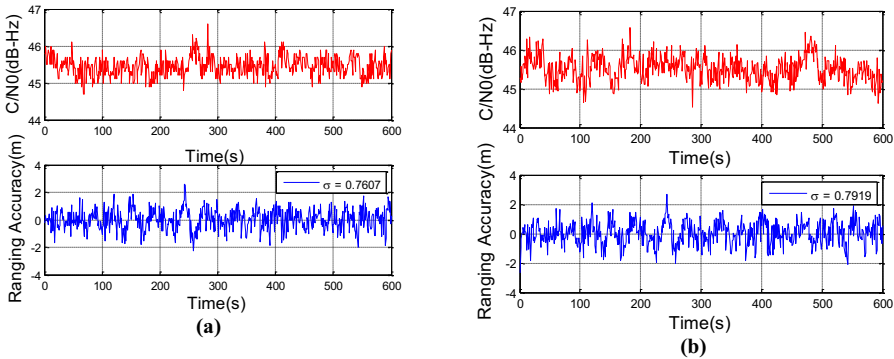 47
46
45
44
C/N0(dB-Hz)
0 100 200 300 400 500 600
Time(s)
4
2
0
-2
-4
Ranging Accuracy(m)
σ = 0.7607
0 100 200 300 400 500 600
Time(s)
(a)
47
46
45
44
C/N0(dB-Hz)
0 100 200 300 400 500 600
Time(s)
4
2
0
-2
-4
Ranging Accuracy(m)
σ = 0.7919
0 100 200 300 400 500 600
Time(s)
(b)